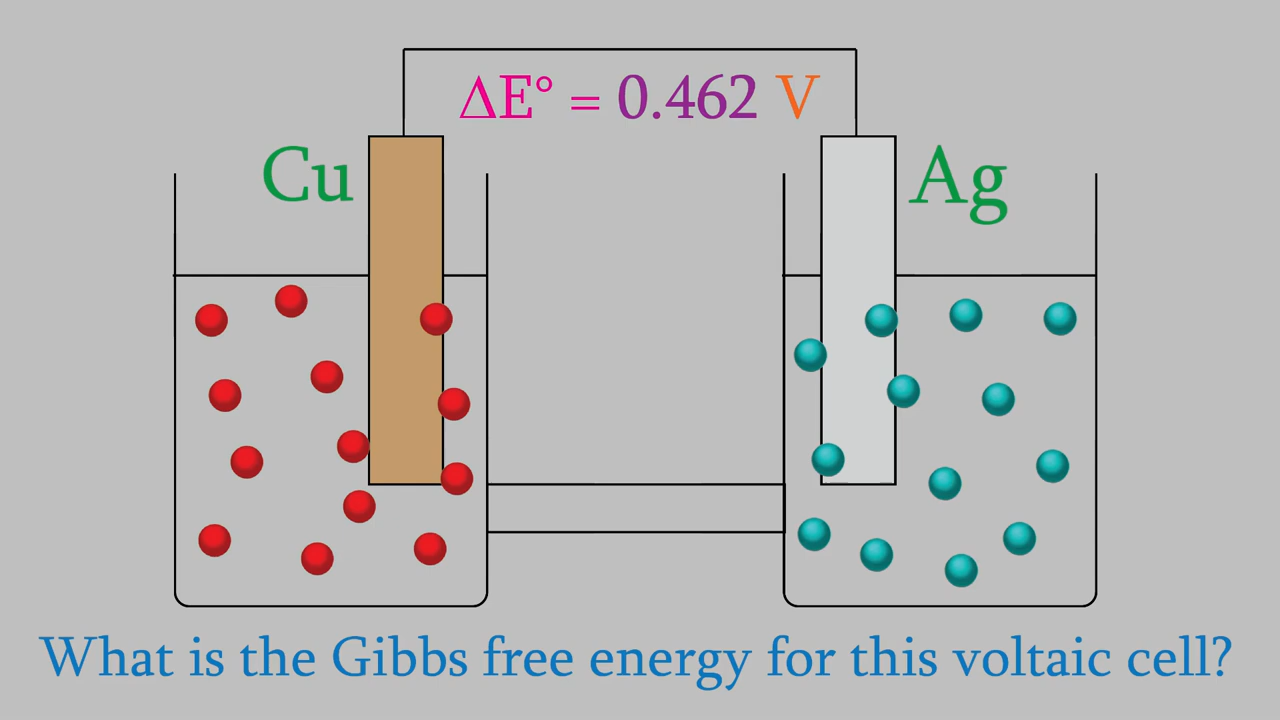 ΔE° = 0.462 V
Cu
Ag
What is the Gibbs free energy for this voltaic cell?